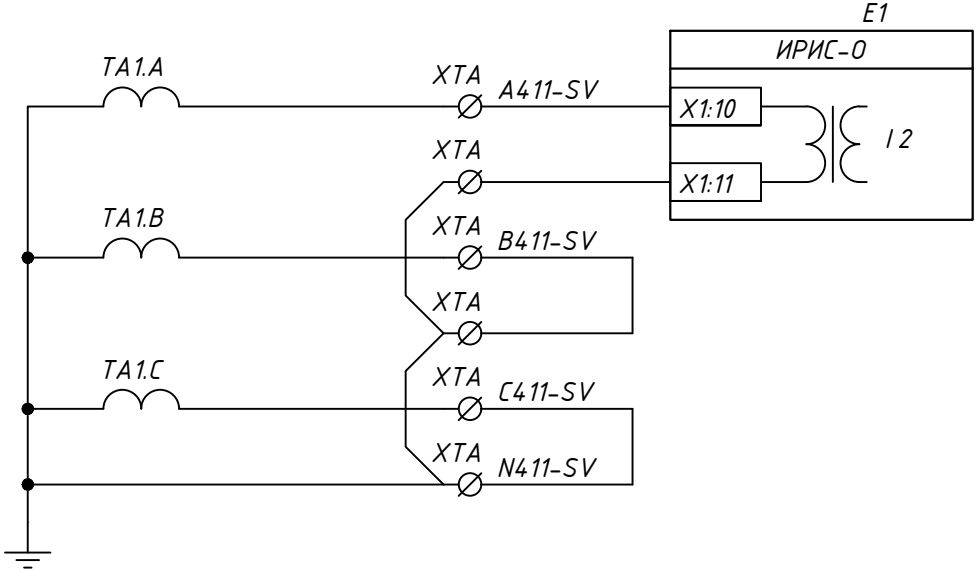 E1
ИРИС-О
TA1.A
XTA
A411-SV
X1:10
I2
XTA
X1:11
TA1.B
XTA
B411-SV
XTA
TA1.C
XTA
C411-SV
XTA
N411-SV